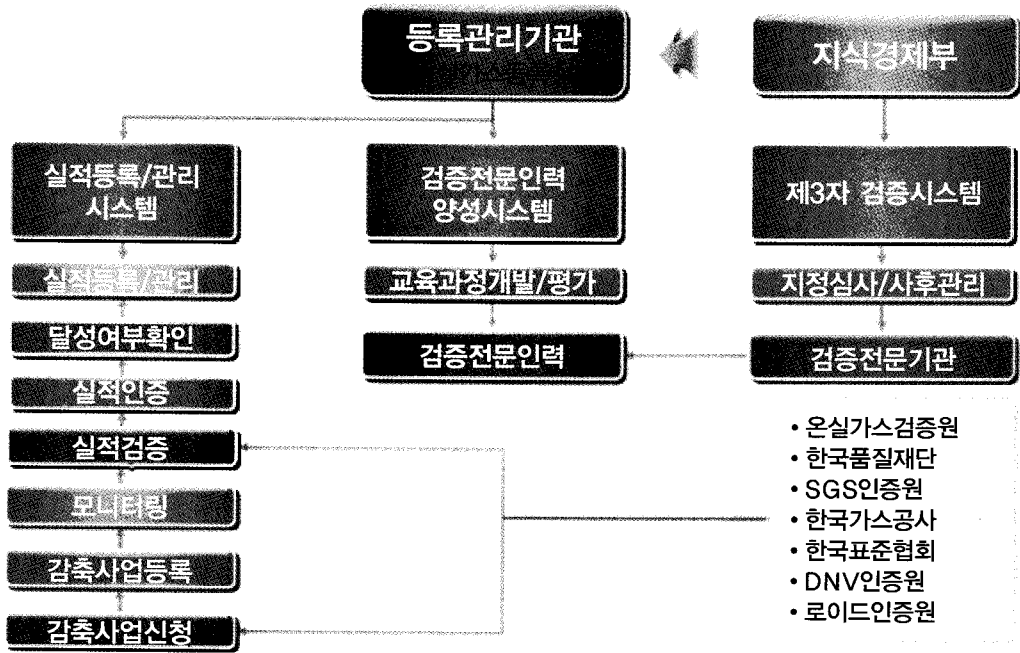 등록관리기관
지식경제부
실적등록/관리
시스템
검증전문인력
양성시스템
제3자 검증시스템
실적등록/관리
교육과정개발/평가
지정심사/사후관리
달성여부확인
검증전문인력
검증전문기관
실적인증
실적검증
모니터링
감축사업등록
감축사업신청
• 온실가스검증원
• 한국품질재단
• SGS인증원
• 한국가스공사
• 한국표준협회
• DNV인증원
• 로이드인증원